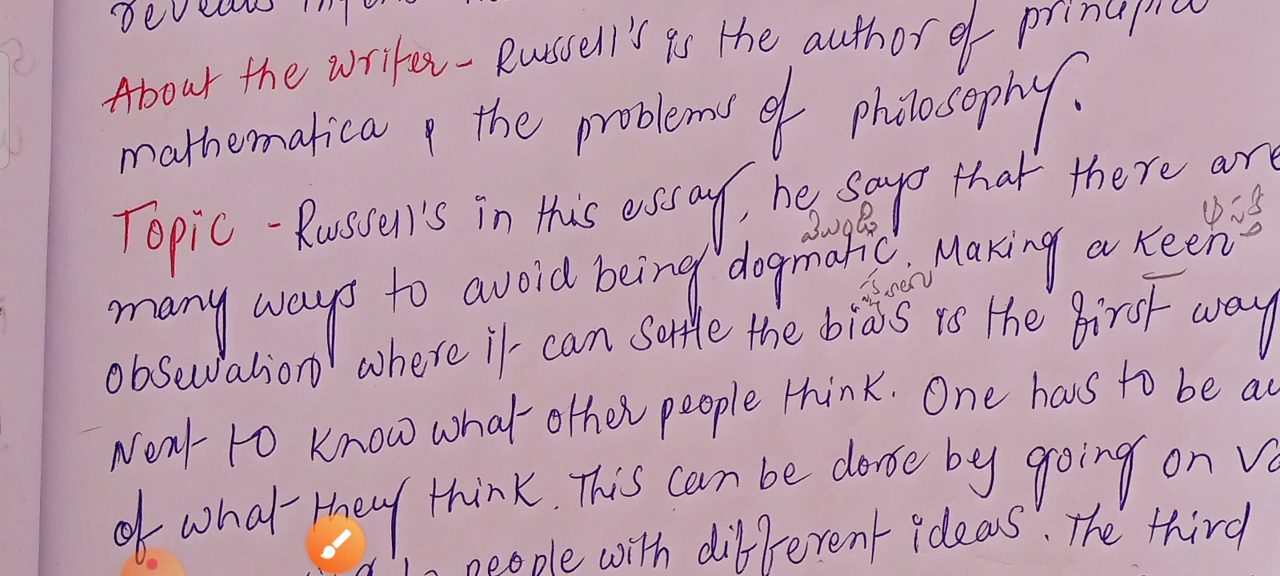 reveals
About the writer - Russell's is the author of principia
mathematica & the problems of philosophy.
Topic - Russell's in this essay, he says that there are
many ways to avoid being dogmatic. Making a Keen
observation where it can settle the bias is the first way
Next to know what other people think. One has to be
of what they think. This can be done by going on
people with different ideas. The third